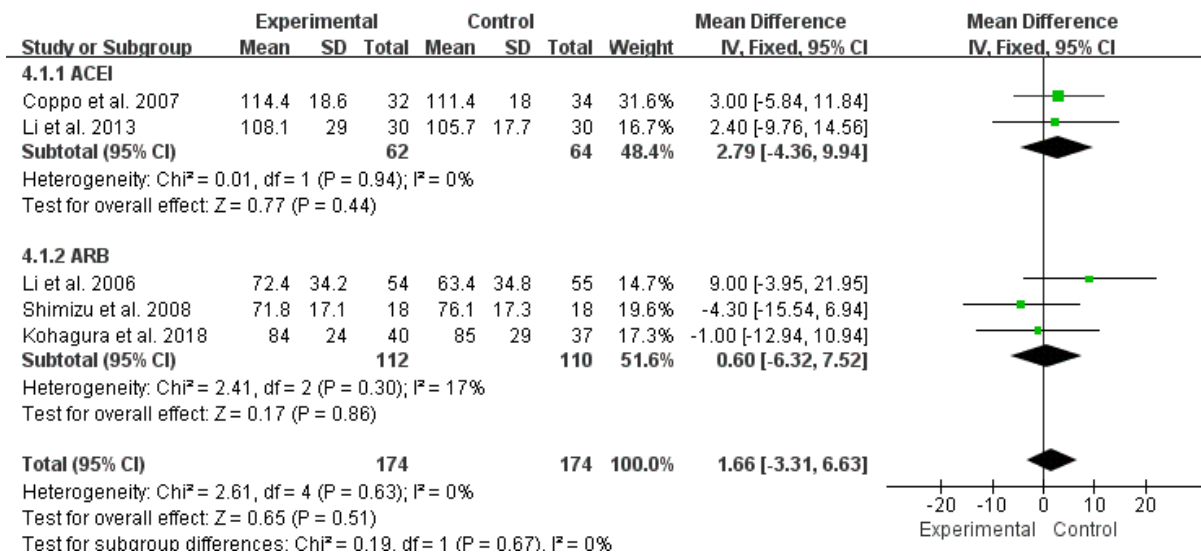 Experimental Control Mean Difference Mean Difference
Study or Subgroup Mean SD Total Mean SD Total Weight IV, Fixed, 95% CI IV, Fixed, 95% CI
4.1.1 ACEI
Coppo et al. 2007 114.4 18.6 32 111.4 18 34 31.6% 3.00 [-5.84, 11.84]
Li et al. 2013 108.1 29 30 105.7 17.7 30 16.7% 2.40 [-9.76, 14.56]
Subtotal (95% CI) 62 64 48.4% 2.79 [-4.36, 9.94]
Heterogeneity: Chi² = 0.01, df = 1 (P = 0.94); I² = 0%
Test for overall effect: Z = 0.77 (P = 0.44)
4.1.2 ARB
Li et al. 2006 72.4 34.2 54 63.4 34.8 55 14.7% 9.00 [-3.95, 21.95]
Shimizu et al. 2008 71.8 17.1 18 76.1 17.3 18 19.6% -4.30 [-15.54, 6.94]
Kohagura et al. 2018 84 24 40 85 29 37 17.3% -1.00 [-12.94, 10.94]
Subtotal (95% CI) 112 110 51.6% 0.60 [-6.32, 7.52]
Heterogeneity: Chi² = 2.41, df = 2 (P = 0.30); I² = 17%
Test for overall effect: Z = 0.17 (P = 0.86)
Total (95% CI) 174 174 100.0% 1.66 [-3.31, 6.63]
Heterogeneity: Chi² = 2.61, df = 4 (P = 0.63); I² = 0%
Test for overall effect: Z = 0.65 (P = 0.51)
Test for subgroup differences: Chi² = 0.19, df = 1 (P = 0.67), I² = 0%
-20 -10 0 10 20
Experimental Control